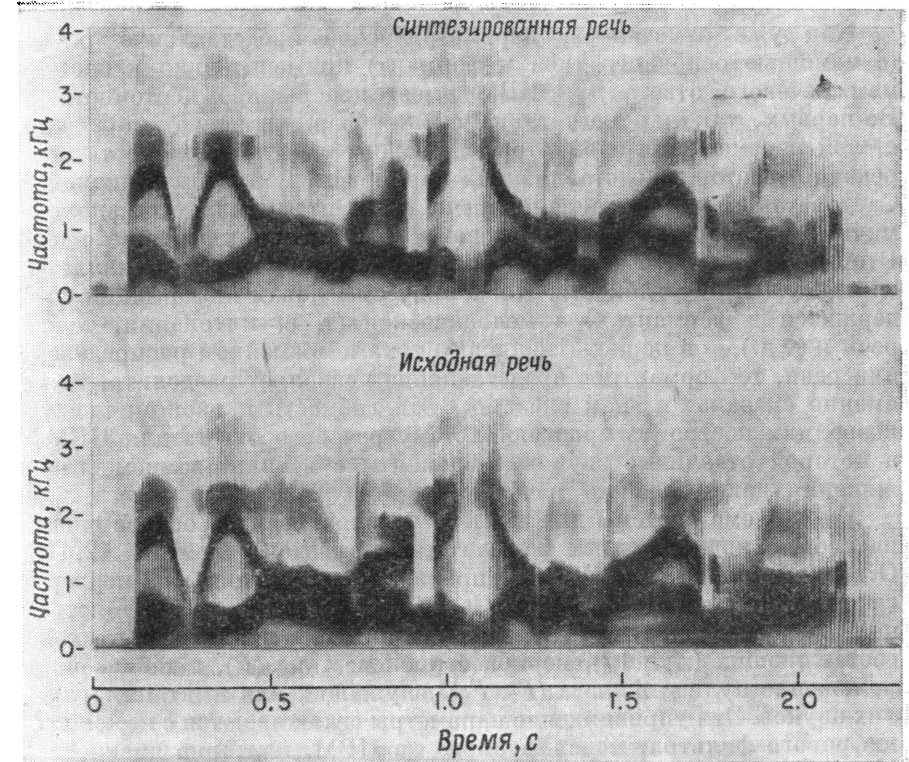 Синтезированная речь
4-
3-
2-
1-
0-
Частота, кГц
Исходная речь
4-
3-
2-
1-
0-
Частота, кГц
0 0.5 1.0 1.5 2.0
Время, с